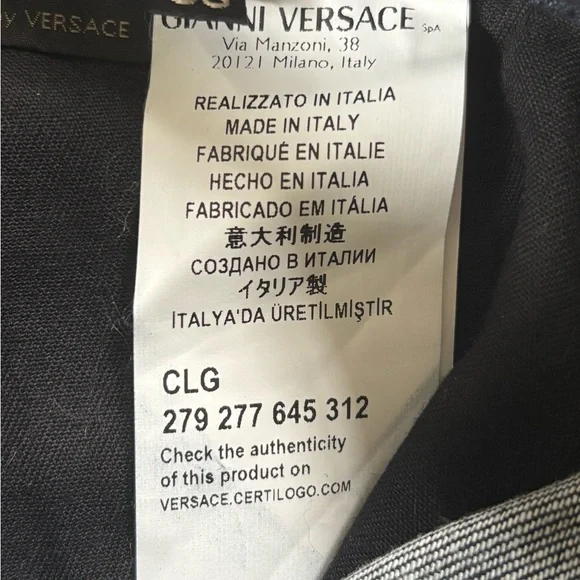 y VERSACE
GIANNI VERSACE SpA
Via Manzoni, 38
20121 Milano, Italy
REALIZZATO IN ITALIA
MADE IN ITALY
FABRIQUÉ EN ITALIE
HECHO EN ITALIA
FABRICADO EM ITÁLIA
意大利制造
СОЗДАНО В ИТАЛИИ
イタリア製
İTALYA'DA ÜRETİLMİŞTİR
CLG
279 277 645 312
Check the authenticity
of this product on
VERSACE.CERTILOGO.COM